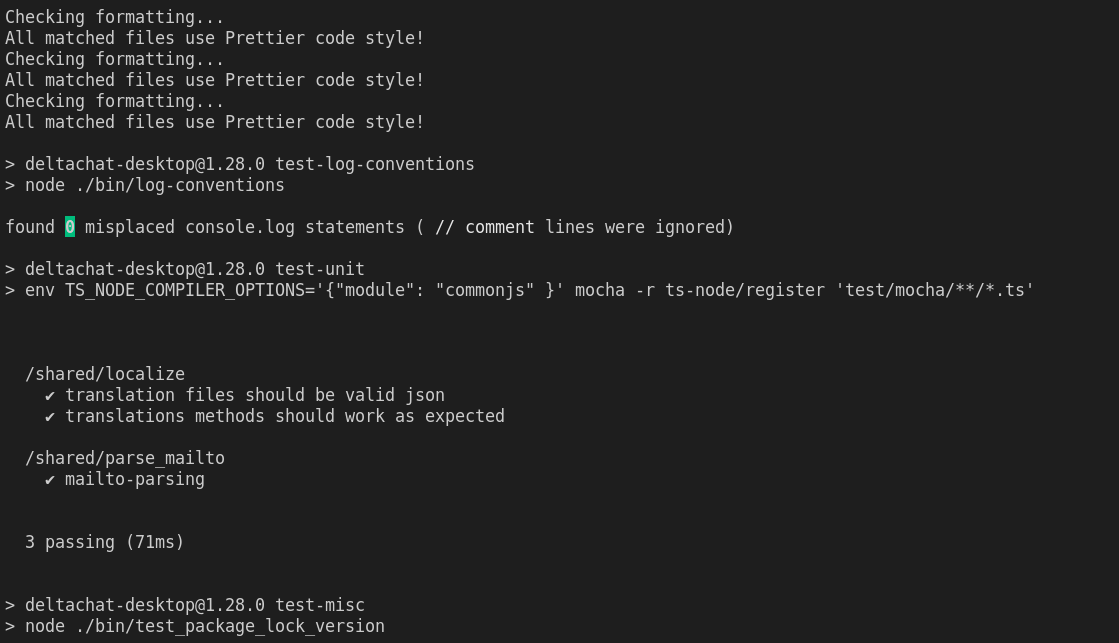 Checking formatting...
All matched files use Prettier code style!
Checking formatting...
All matched files use Prettier code style!
Checking formatting...
All matched files use Prettier code style!
> deltachat-desktop@1.28.0 test-log-conventions
> node ./bin/log-conventions
found 0 misplaced console.log statements ( // comment lines were ignored)
> deltachat-desktop@1.28.0 test-unit
> env TS_NODE_COMPILER_OPTIONS='{"module": "commonjs" }' mocha -r ts-node/register 'test/mocha/**/*.ts'
/shared/localize
✔ translation files should be valid json
✔ translations methods should work as expected
/shared/parse_mailto
✔ mailto-parsing
3 passing (71ms)
> deltachat-desktop@1.28.0 test-misc
> node ./bin/test_package_lock_version